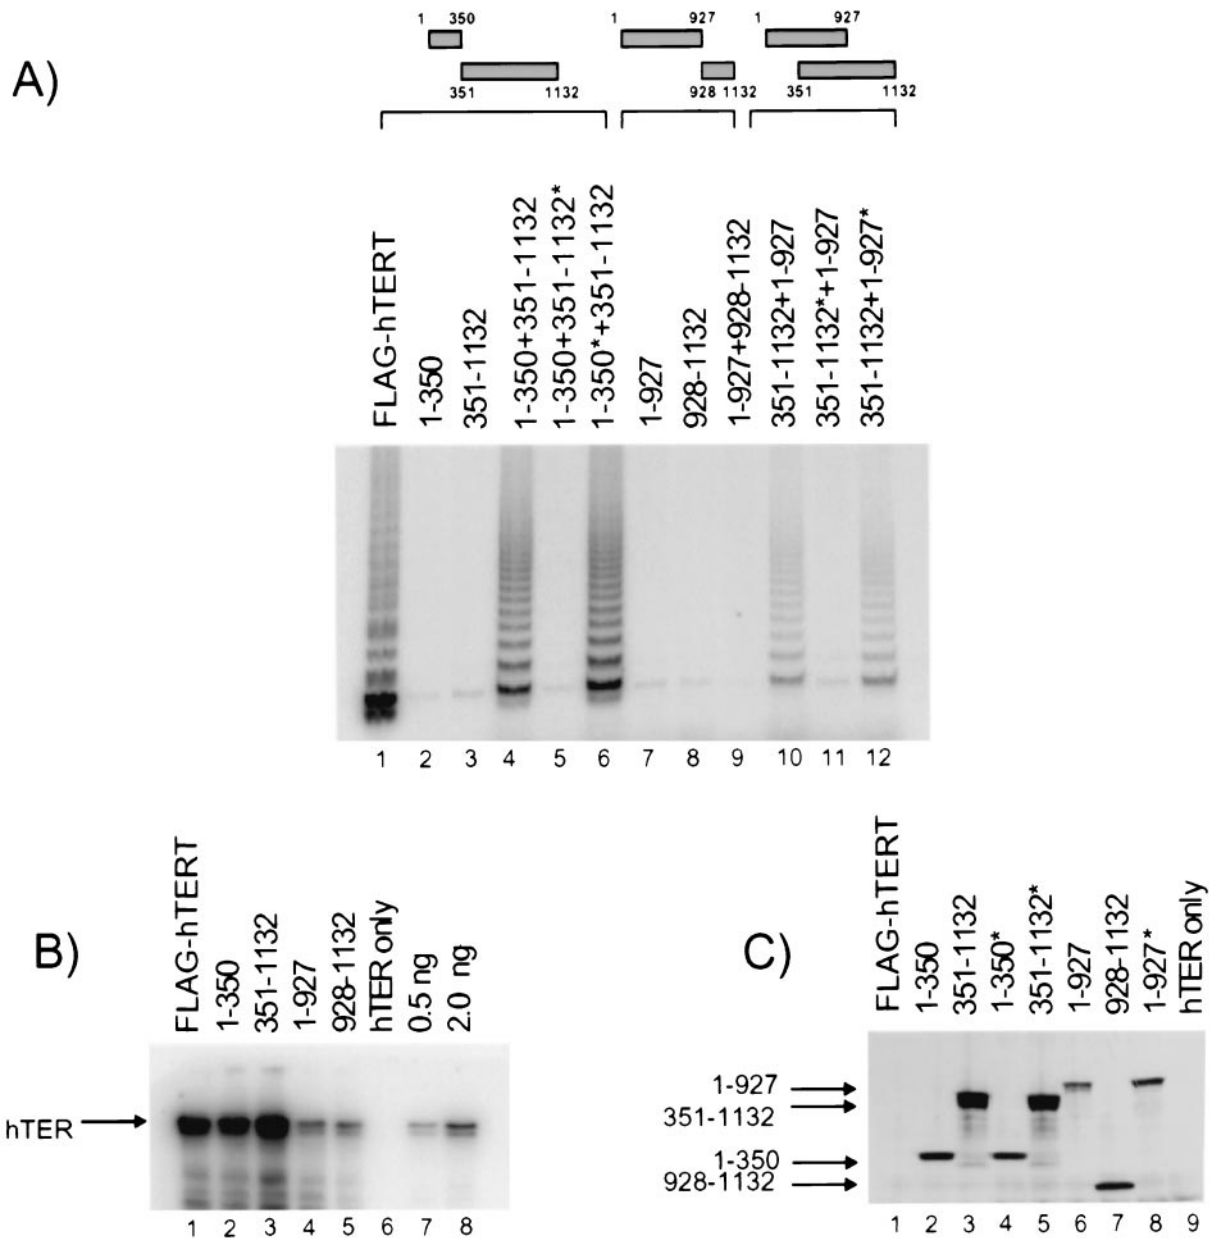 A)
1 350
351 1132
1 927
928 1132
1 927
351 1132
FLAG-hTERT
1-350
351-1132
1-350+351-1132
1-350+351-1132*
1-350*+351-1132
1-927
928-1132
1-927+928-1132
351-1132+1-927
351-1132*+1-927
351-1132+1-927*
1 2 3 4 5 6 7 8 9 10 11 12
B)
FLAG-hTERT
1-350
351-1132
1-927
928-1132
hTER only
0.5 ng
2.0 ng
hTER
1 2 3 4 5 6 7 8
C)
FLAG-hTERT
1-350
351-1132
1-350*
351-1132*
1-927
928-1132
1-927*
hTER only
1-927
351-1132
1-350
928-1132
1 2 3 4 5 6 7 8 9